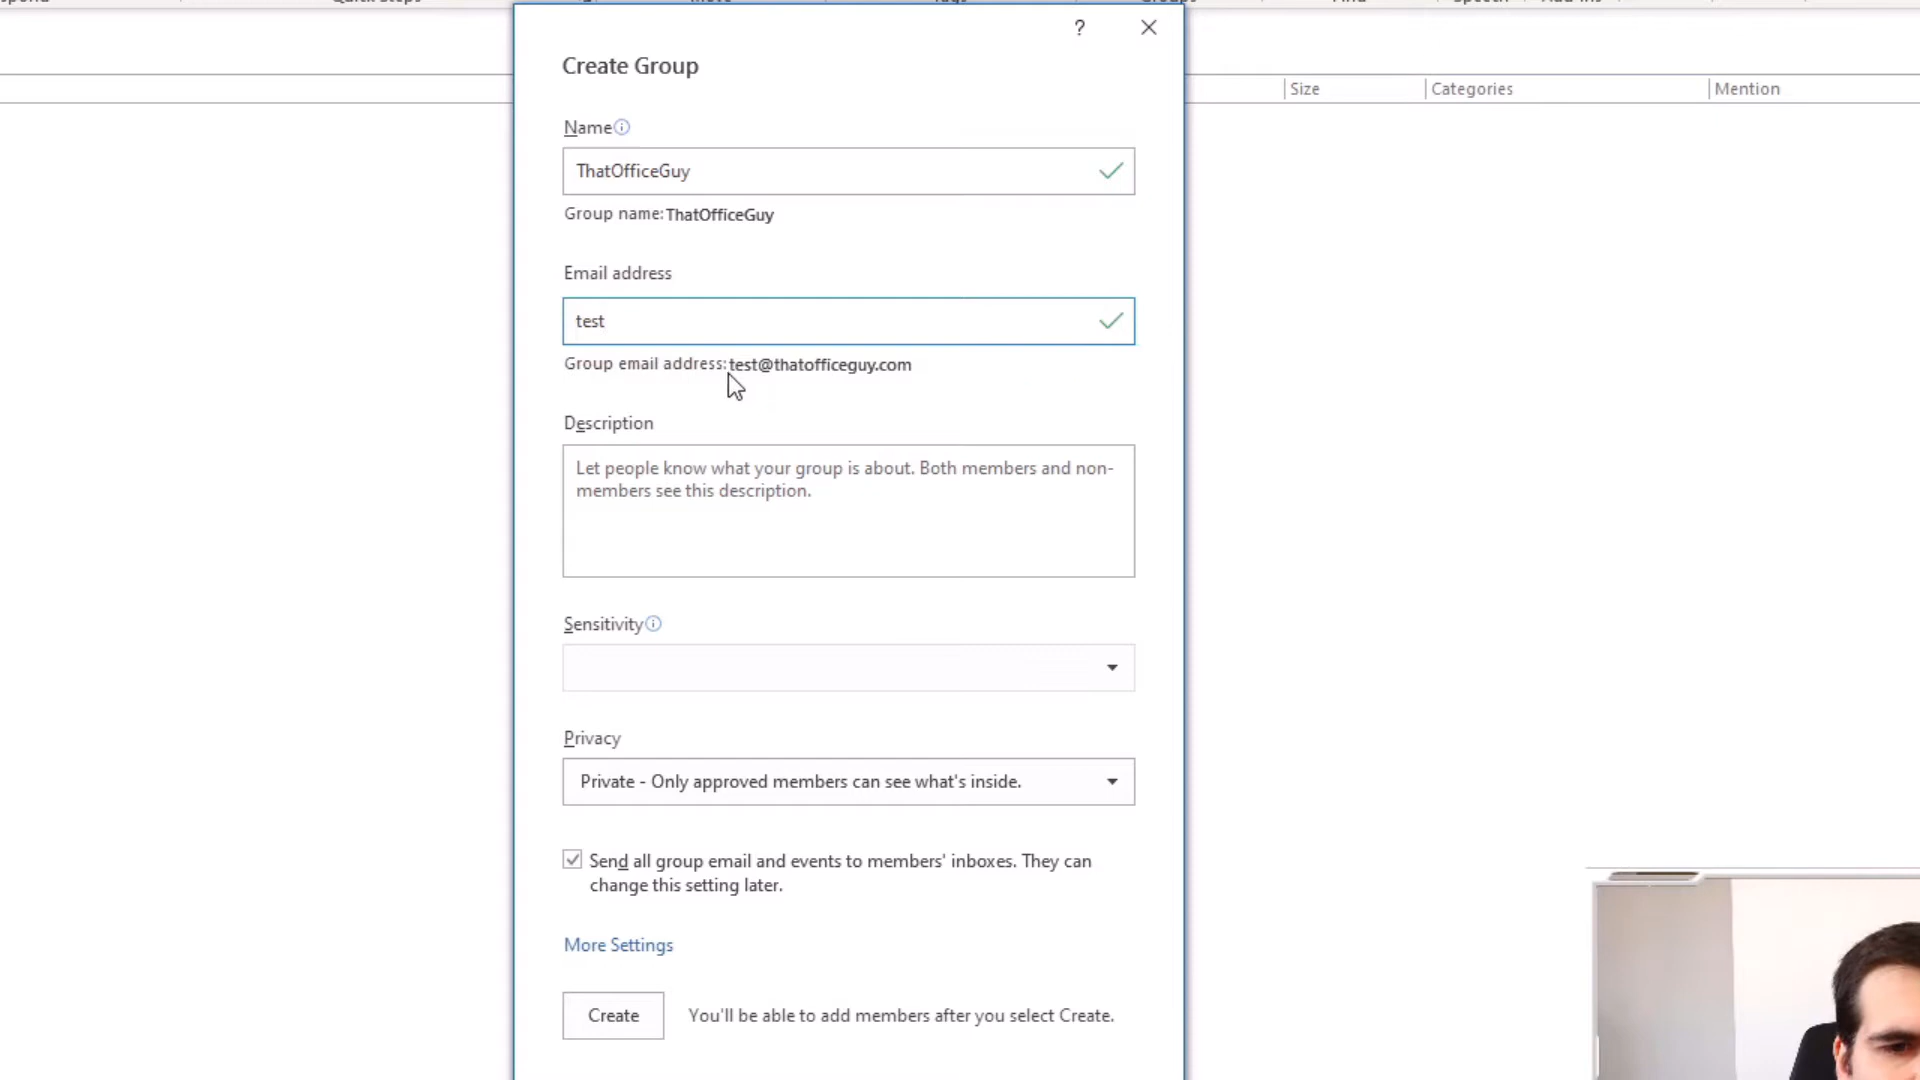 ?
Create Group
Size
Categories
Mention
Name
ThatOfficeGuy
Group name: ThatOfficeGuy
Email address
test
Group email address: test@thatofficeguy.com
Description
Let people know what your group is about. Both members and non-
members see this description.
Sensitivity
Privacy
Private - Only approved members can see what's inside.
Send all group email and events to members' inboxes. They can
change this setting later.
More Settings
Create
You'll be able to add members after you select Create.